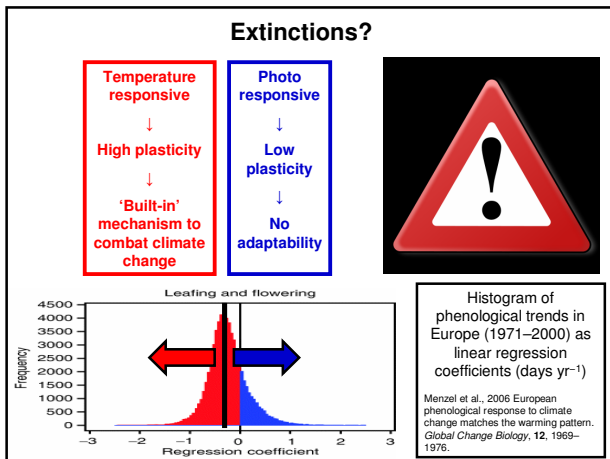 Extinctions?
Temperature
responsive
↓
High plasticity
↓
‘Built-in’
mechanism to
combat climate
change
Photo
responsive
↓
Low
plasticity
↓
No
adaptability
!
Leafing and flowering
Frequency
4500
4000
3500
3000
2500
2000
1500
1000
500
0
−3 −2 −1 0 1 2 3
Regression coefficient
Histogram of
phenological trends in
Europe (1971–2000) as
linear regression
coefficients (days yr⁻¹)
Menzel et al., 2006 European
phenological response to climate
change matches the warming pattern.
Global Change Biology, 12, 1969–
1976.